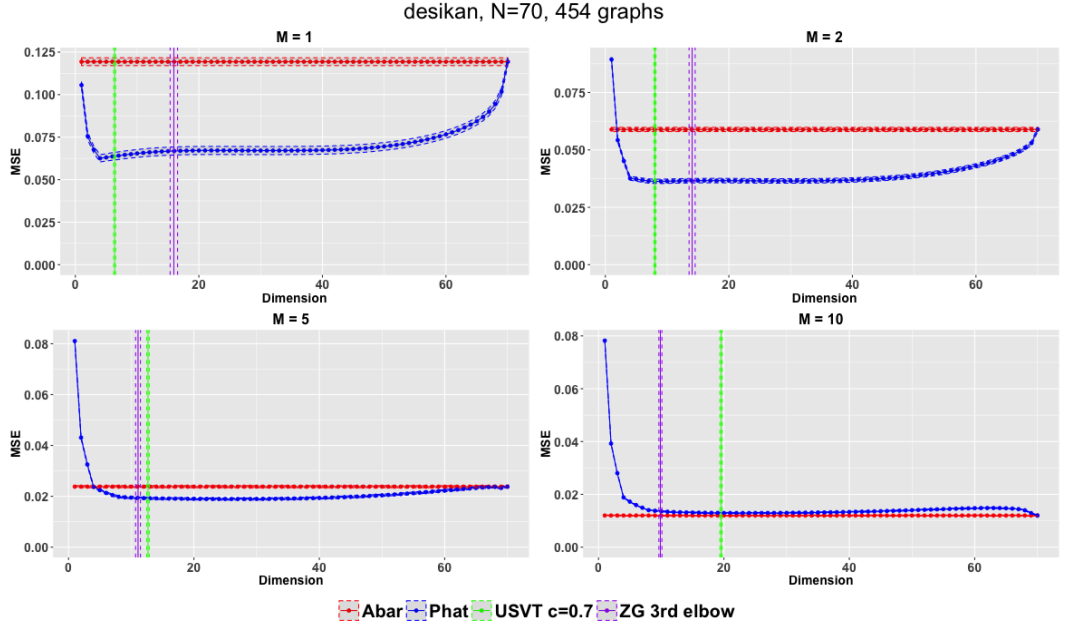 desikan, N=70, 454 graphs
M = 1
M = 2
0.125
0.100
0.075
0.050
0.025
0.000
MSE
0 20 40 60
Dimension
0.075
0.050
0.025
0.000
MSE
0 20 40 60
Dimension
M = 5
M = 10
0.08
0.06
0.04
0.02
0.00
MSE
0 20 40 60
Dimension
0.08
0.06
0.04
0.02
0.00
MSE
0 20 40 60
Dimension
Abar Phat USVT c=0.7 ZG 3rd elbow